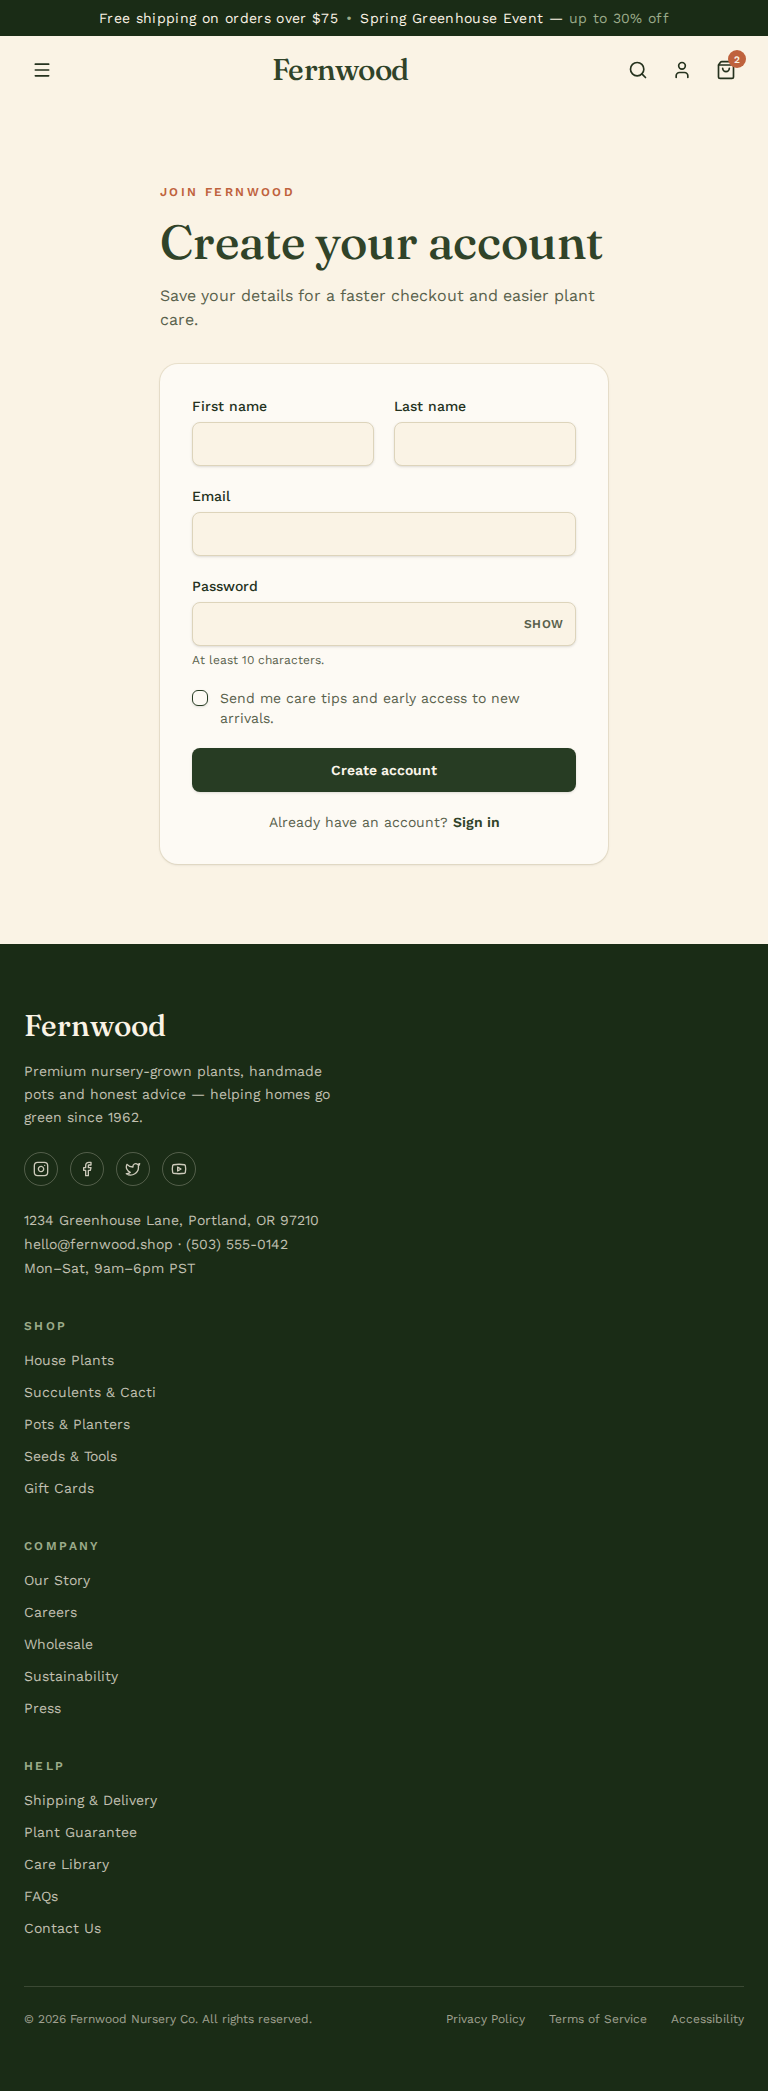 Free shipping on orders over $75 • Spring Greenhouse Event — up to 30% off
Fernwood
2
JOIN FERNWOOD
Create your account
Save your details for a faster checkout and easier plant
care.
First name
Last name
Email
Password
SHOW
At least 10 characters.
Send me care tips and early access to new
arrivals.
Create account
Already have an account? Sign in
Fernwood
Premium nursery-grown plants, handmade
pots and honest advice — helping homes go
green since 1962.
1234 Greenhouse Lane, Portland, OR 97210
hello@fernwood.shop · (503) 555-0142
Mon–Sat, 9am–6pm PST
SHOP
House Plants
Succulents & Cacti
Pots & Planters
Seeds & Tools
Gift Cards
COMPANY
Our Story
Careers
Wholesale
Sustainability
Press
HELP
Shipping & Delivery
Plant Guarantee
Care Library
FAQs
Contact Us
© 2026 Fernwood Nursery Co. All rights reserved.
Privacy Policy
Terms of Service
Accessibility